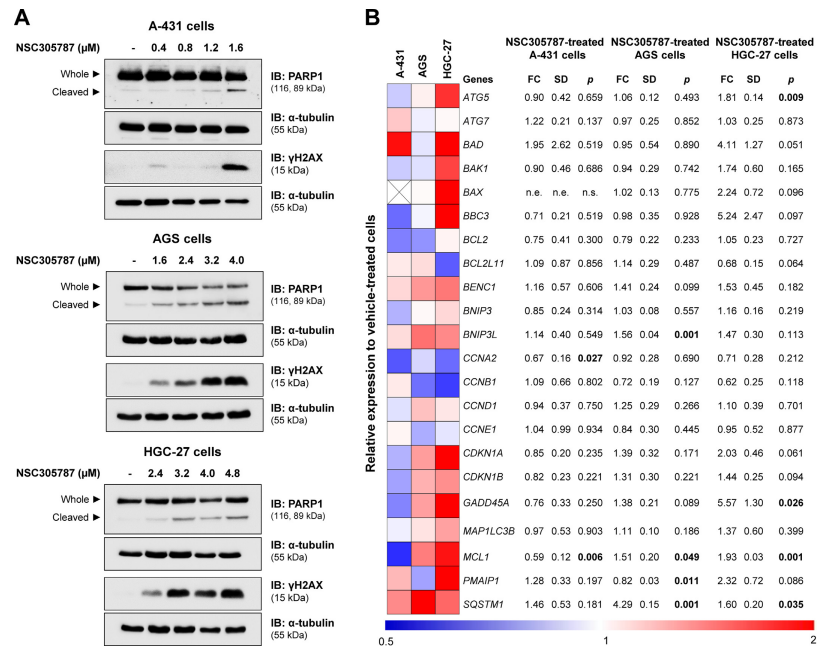 A
A-431 cells
NSC305787 (μM) - 0.4 0.8 1.2 1.6
Whole ►
Cleaved ►
IB: PARP1
(116, 89 kDa)
IB: α-tubulin
(55 kDa)
IB: γH2AX
(15 kDa)
IB: α-tubulin
(55 kDa)
AGS cells
NSC305787 (μM) - 1.6 2.4 3.2 4.0
Whole ►
Cleaved ►
IB: PARP1
(116, 89 kDa)
IB: α-tubulin
(55 kDa)
IB: γH2AX
(15 kDa)
IB: α-tubulin
(55 kDa)
HGC-27 cells
NSC305787 (μM) - 2.4 3.2 4.0 4.8
Whole ►
Cleaved ►
IB: PARP1
(116, 89 kDa)
IB: α-tubulin
(55 kDa)
IB: γH2AX
(15 kDa)
IB: α-tubulin
(55 kDa)
B
Relative expression to vehicle-treated cells
A-431
AGS
HGC-27
NSC305787-treated NSC305787-treated NSC305787-treated
A-431 cells AGS cells HGC-27 cells
Genes FC SD p FC SD p FC SD p
ATG5 0.90 0.42 0.659 1.06 0.12 0.493 1.81 0.14 0.009
ATG7 1.22 0.21 0.137 0.97 0.25 0.852 1.03 0.25 0.873
BAD 1.95 2.62 0.519 0.95 0.54 0.890 4.11 1.27 0.051
BAK1 0.90 0.46 0.686 0.94 0.29 0.742 1.74 0.60 0.165
BAX n.e. n.e. n.s. 1.02 0.13 0.775 2.24 0.72 0.096
BBC3 0.71 0.21 0.519 0.98 0.35 0.928 5.24 2.47 0.097
BCL2 0.75 0.41 0.300 0.79 0.22 0.233 1.05 0.23 0.727
BCL2L11 1.09 0.87 0.856 1.14 0.29 0.487 0.68 0.15 0.064
BENC1 1.16 0.57 0.606 1.41 0.24 0.099 1.53 0.45 0.182
BNIP3 0.85 0.24 0.314 1.03 0.08 0.557 1.16 0.16 0.219
BNIP3L 1.14 0.40 0.549 1.56 0.04 0.001 1.47 0.30 0.113
CCNA2 0.67 0.16 0.027 0.92 0.28 0.690 0.71 0.28 0.212
CCNB1 1.09 0.66 0.802 0.72 0.19 0.127 0.62 0.25 0.118
CCND1 0.94 0.37 0.750 1.25 0.29 0.266 1.10 0.39 0.701
CCNE1 1.04 0.99 0.934 0.84 0.30 0.445 0.95 0.52 0.877
CDKN1A 0.85 0.20 0.235 1.39 0.32 0.171 2.03 0.46 0.061
CDKN1B 0.82 0.23 0.221 1.31 0.30 0.221 1.44 0.25 0.094
GADD45A 0.76 0.33 0.250 1.38 0.21 0.089 5.57 1.30 0.026
MAP1LC3B 0.97 0.53 0.903 1.11 0.10 0.186 1.37 0.60 0.399
MCL1 0.59 0.12 0.006 1.51 0.20 0.049 1.93 0.03 0.001
PMAIP1 1.28 0.33 0.197 0.82 0.03 0.011 2.32 0.72 0.086
SQSTM1 1.46 0.53 0.181 4.29 0.15 0.001 1.60 0.20 0.035
0.5 1 2